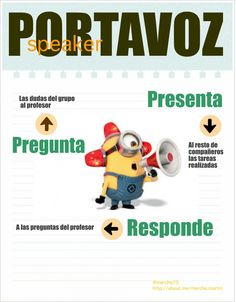 PORTAVOZ
speaker
Las dudas del grupo
al profesor
Presenta
Pregunta
Al resto de
compañeros
las tareas
realizadas
A las preguntas del profesor
Responde